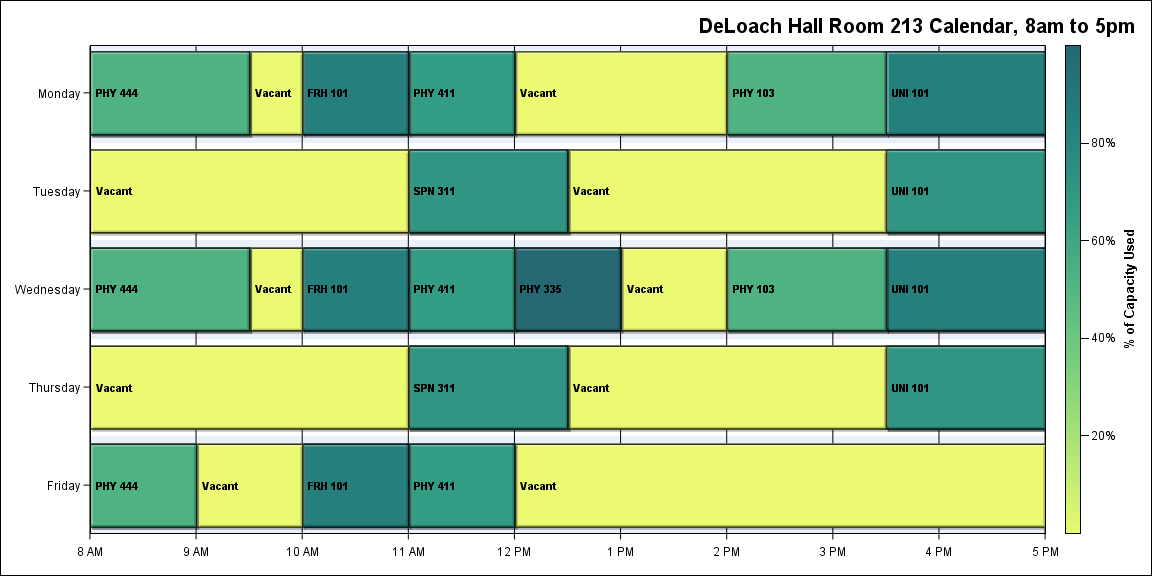 DeLoach Hall Room 213 Calendar, 8am to 5pm
Monday
PHY 444
Vacant
FRH 101
PHY 411
Vacant
PHY 103
UNI 101
Tuesday
Vacant
SPN 311
Vacant
UNI 101
Wednesday
PHY 444
Vacant
FRH 101
PHY 411
PHY 335
Vacant
PHY 103
UNI 101
Thursday
Vacant
SPN 311
Vacant
UNI 101
Friday
PHY 444
Vacant
FRH 101
PHY 411
Vacant
8 AM
9 AM
10 AM
11 AM
12 PM
1 PM
2 PM
3 PM
4 PM
5 PM
80%
60%
40%
20%
% of Capacity Used